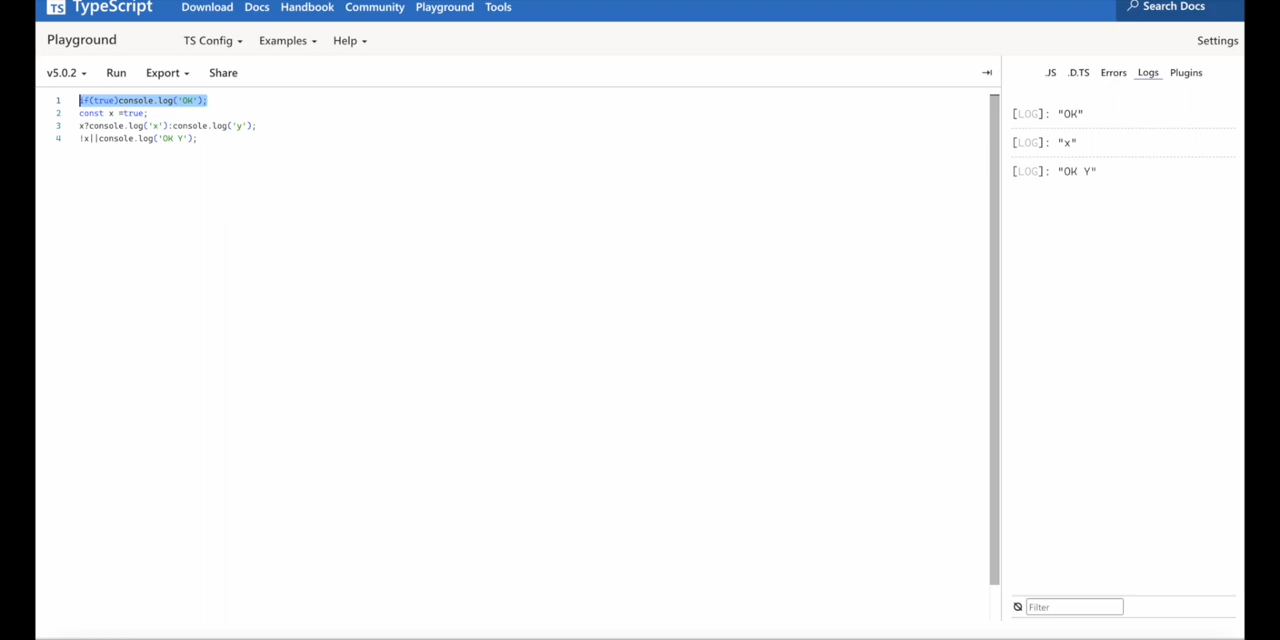 TS TypeScript Download Docs Handbook Community Playground Tools Search Docs
Playground TS Config Examples Help Settings
v5.0.2 Run Export Share .JS .D.TS Errors Logs Plugins
1 if(true)console.log('OK');
2 const x =true;
3 x?console.log('x'):console.log('y');
4 !x||console.log('OK Y');
[LOG]: "OK"
[LOG]: "x"
[LOG]: "OK Y"
Filter